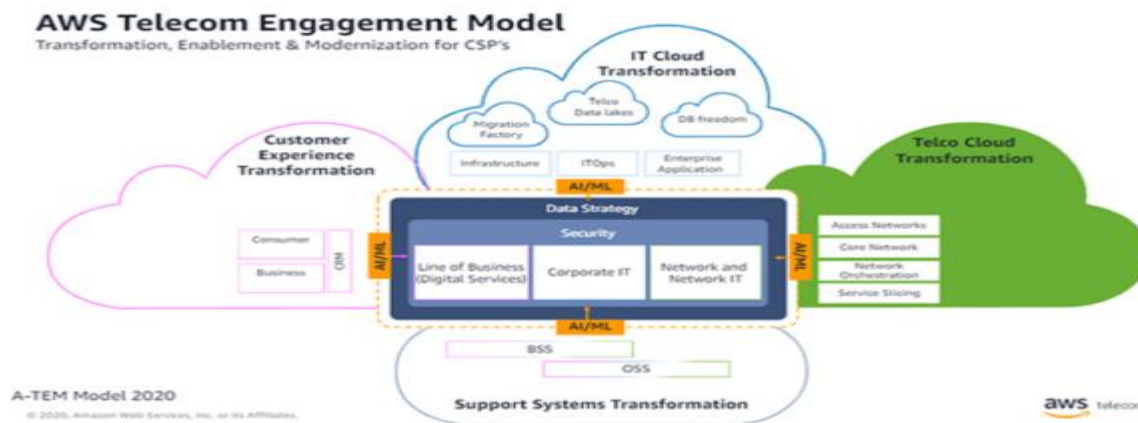 AWS Telecom Engagement Model
Transformation, Enablement & Modernization for CSP's
IT Cloud
Transformation
Migration
Factory
Telco
Data lakes
DB freedom
Infrastructure
ITOps
Enterprise
Application
Customer
Experience
Transformation
Consumer
Business
Telco Cloud
Transformation
Access Networks
Core Network
Network
Orchestration
Service Slicing
AI/ML
AI/ML
AI/ML
AI/ML
Data Strategy
Security
Line of Business
(Digital Services)
Corporate IT
Network and
Network IT
BSS
OSS
Support Systems Transformation
A-TEM Model 2020
© 2020, Amazon Web Services, Inc. or its Affiliates.
aws telecom